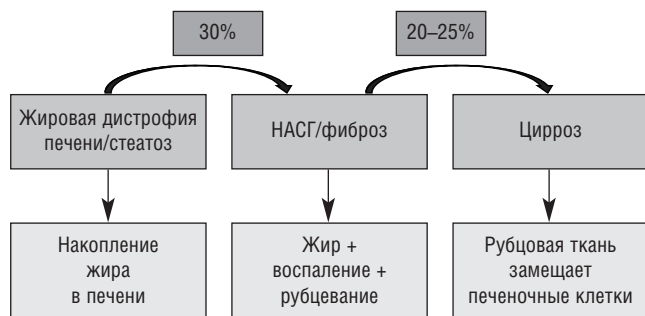 30%
20–25%
Жировая дистрофия
печени/стеатоз
НАСГ/фиброз
Цирроз
Накопление
жира
в печени
Жир +
воспаление +
рубцевание
Рубцовая ткань
замещает
печеночные клетки